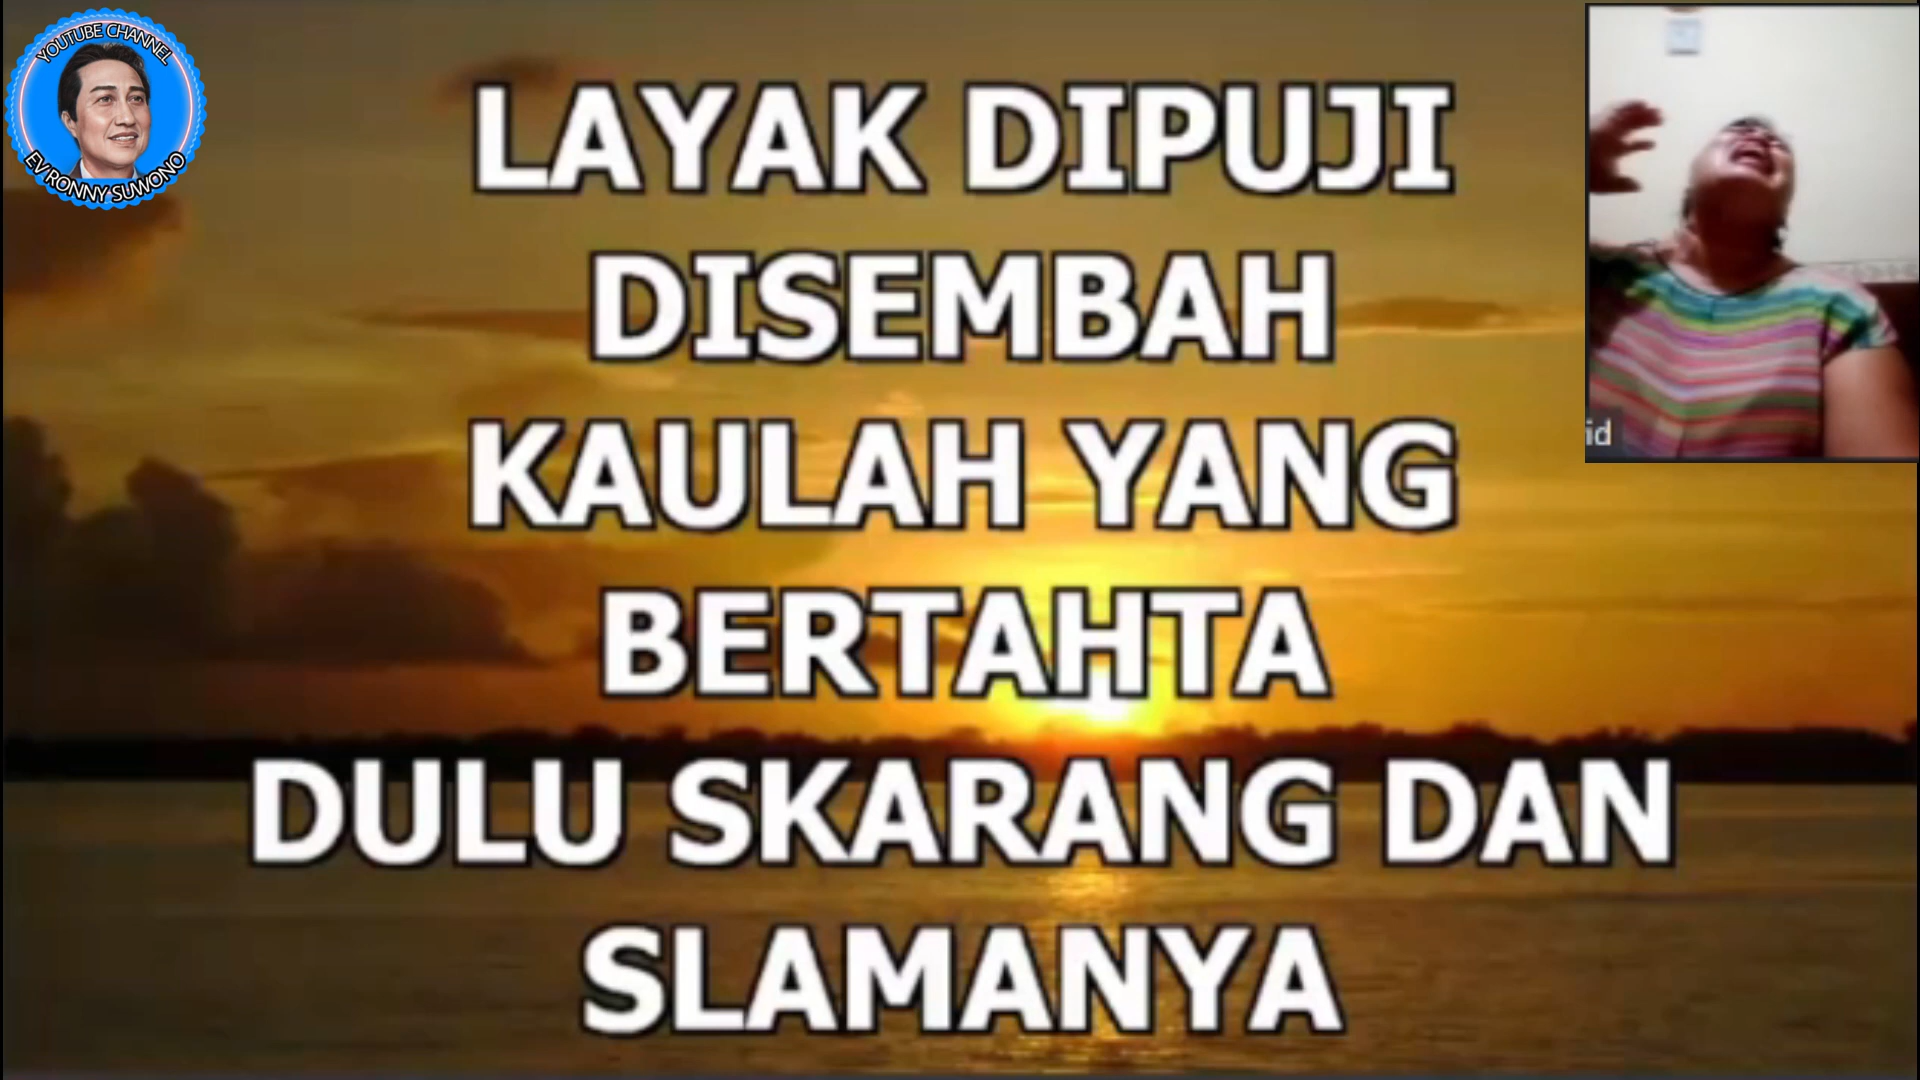 YOUTUBE CHANNEL
EV RONNY SUWONO
LAYAK DIPUJI
DISEMBAH
KAULAH YANG
BERTAHTA
DULU SKARANG DAN
SLAMANYA
id